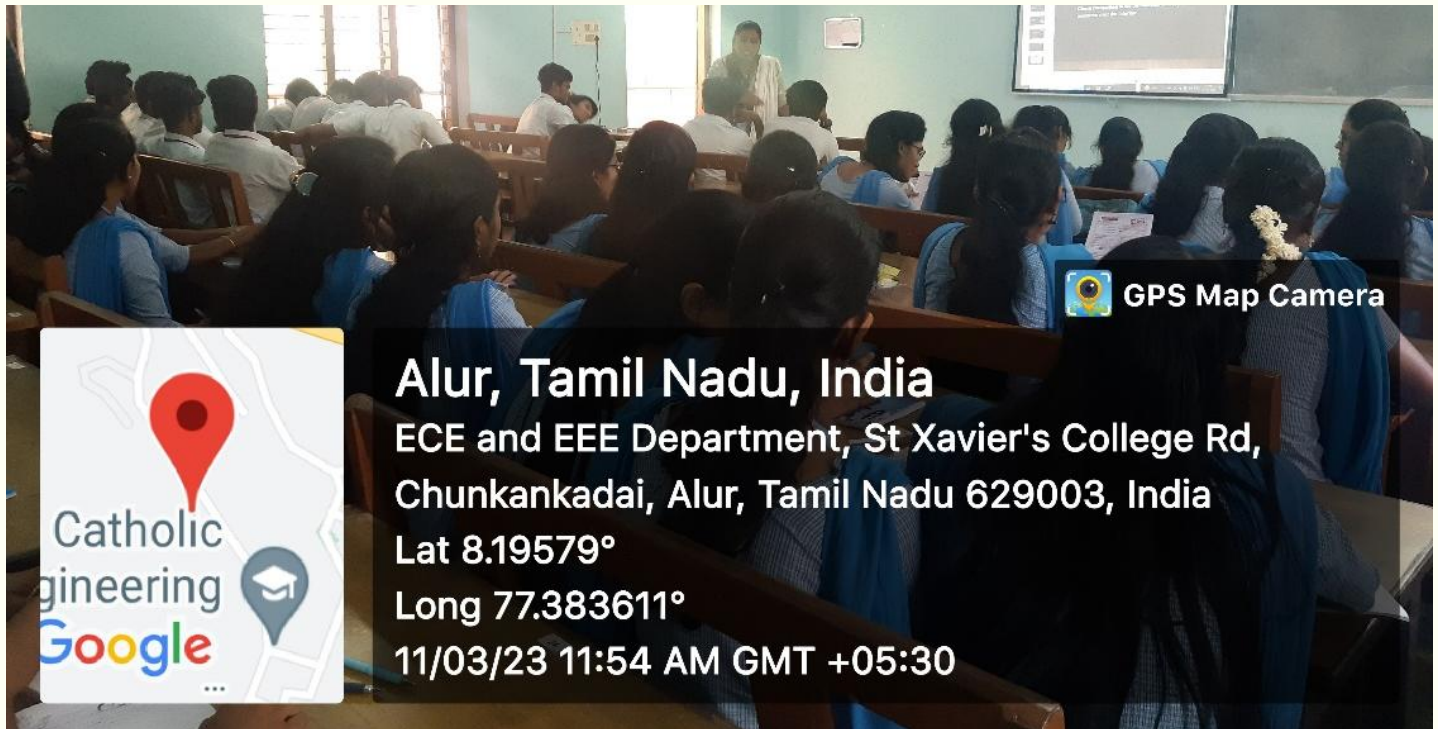 GPS Map Camera
Alur, Tamil Nadu, India
ECE and EEE Department, St Xavier's College Rd,
Chunkankadai, Alur, Tamil Nadu 629003, India
Lat 8.19579°
Long 77.383611°
11/03/23 11:54 AM GMT +05:30
Catholic
gineering
Google
...